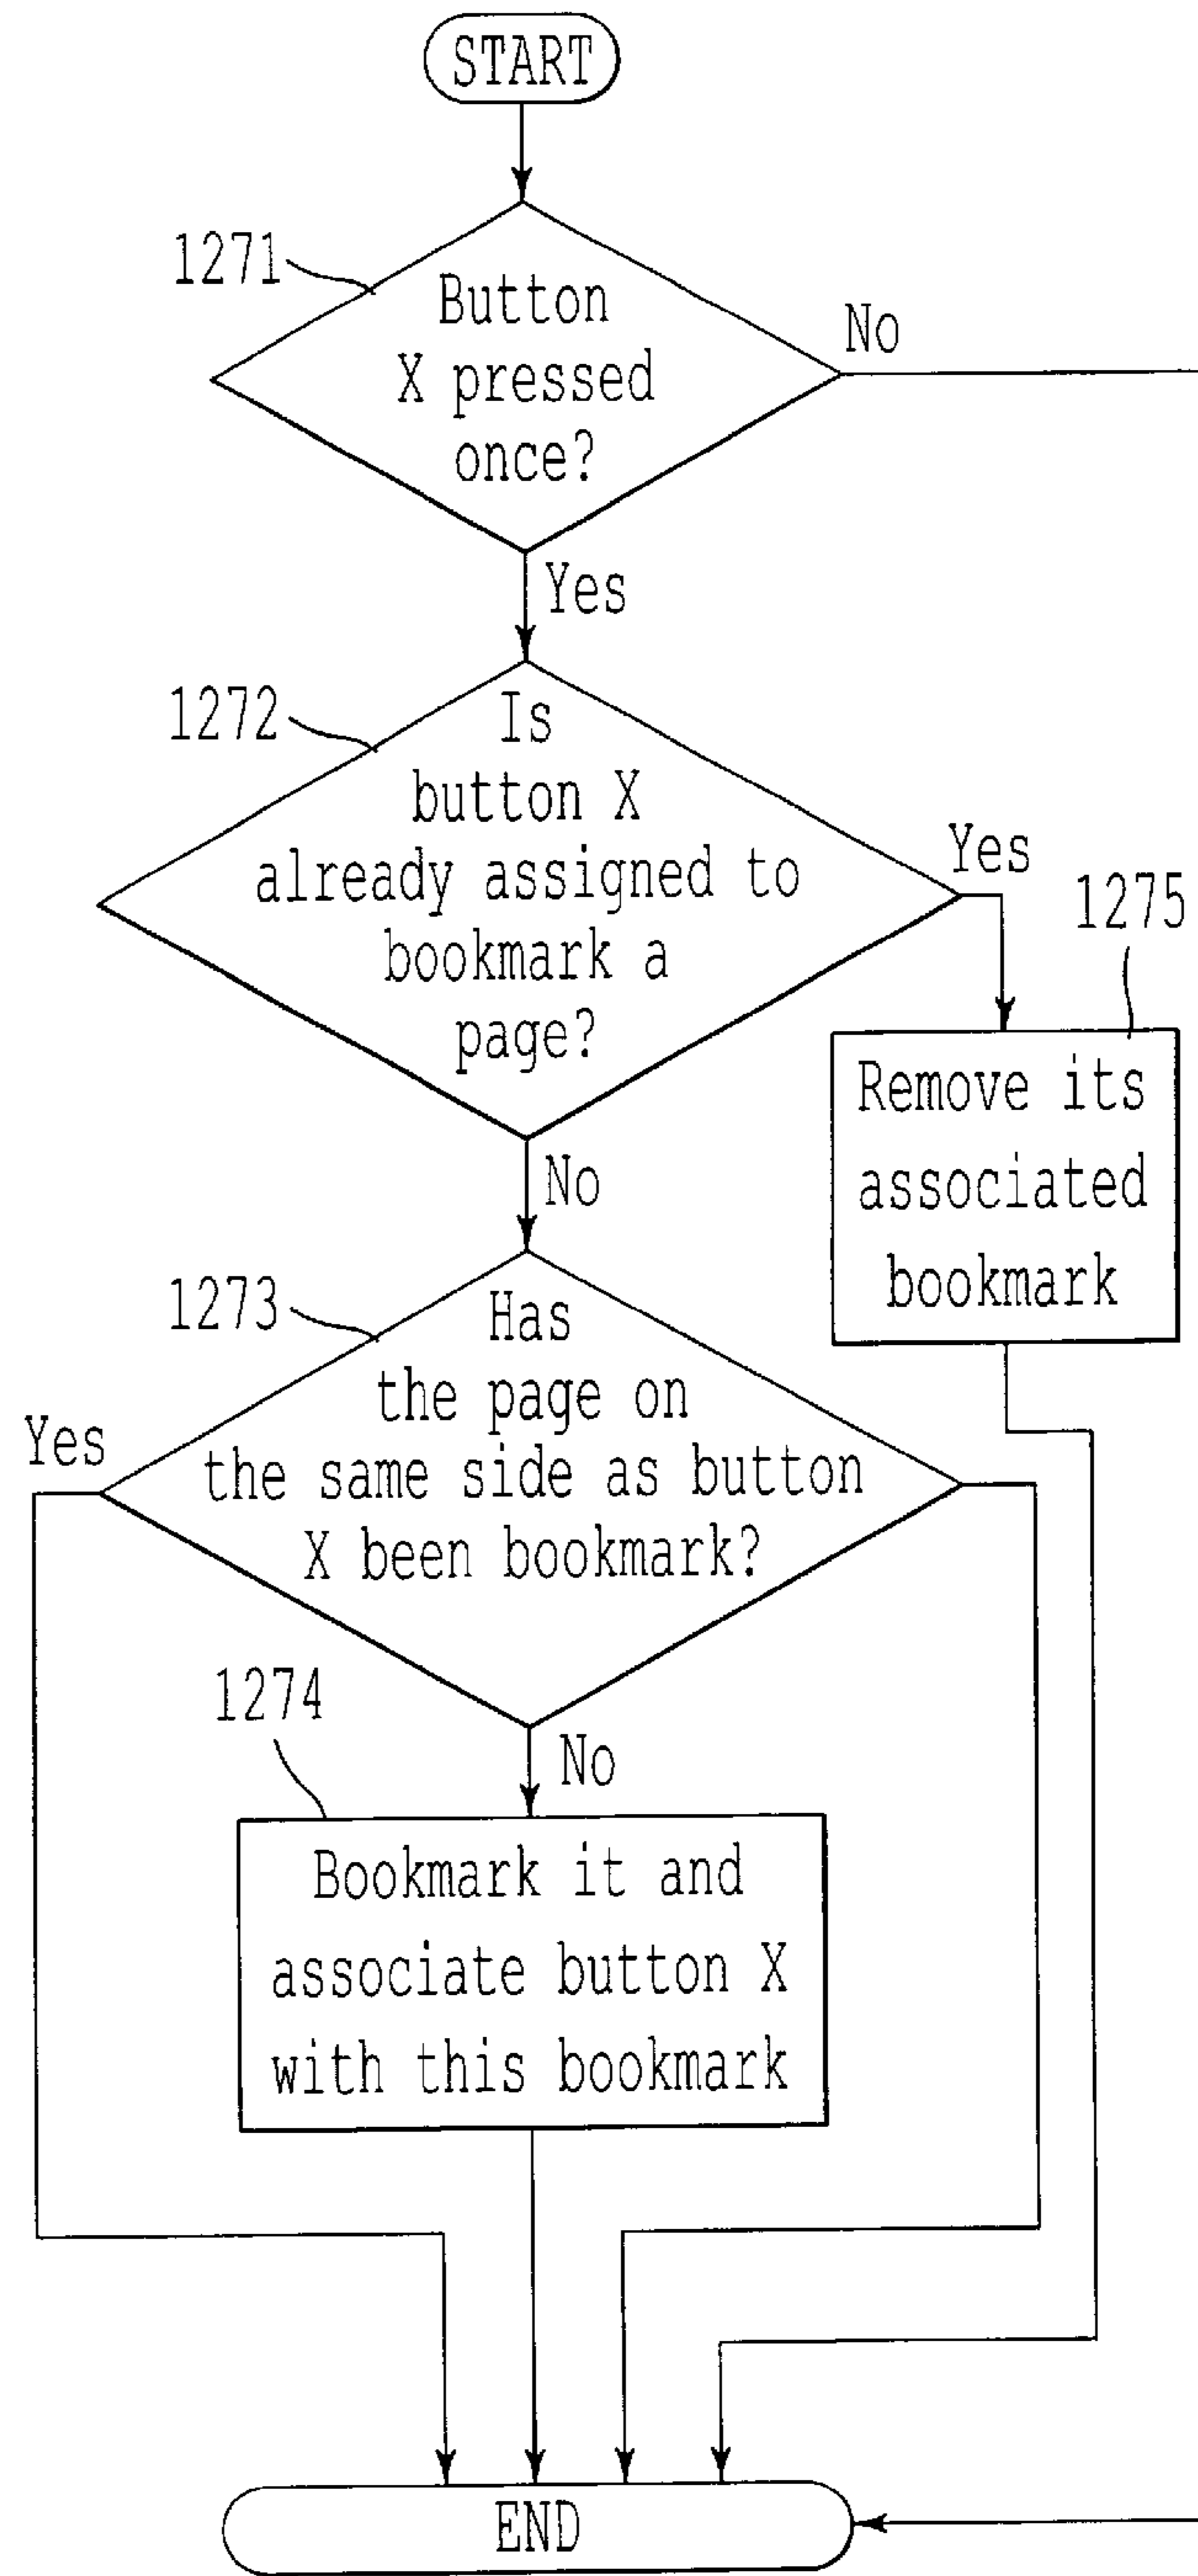 START
1271
Button
X pressed
once?
No
Yes
1272
Is
button X
already assigned to
bookmark a
page?
Yes
1275
Remove its
associated
bookmark
No
1273
Has
the page on
the same side as button
X been bookmark?
Yes
1274
No
Bookmark it and
associate button X
with this bookmark
END